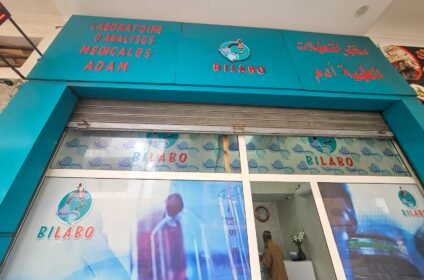 LABORATOIRE
D'ANALYSES
MEDICALES
ADAM
BILABO
مختبر التحليلات
الطبية آدم
BILABO
BILABO
BILABO
BILABO